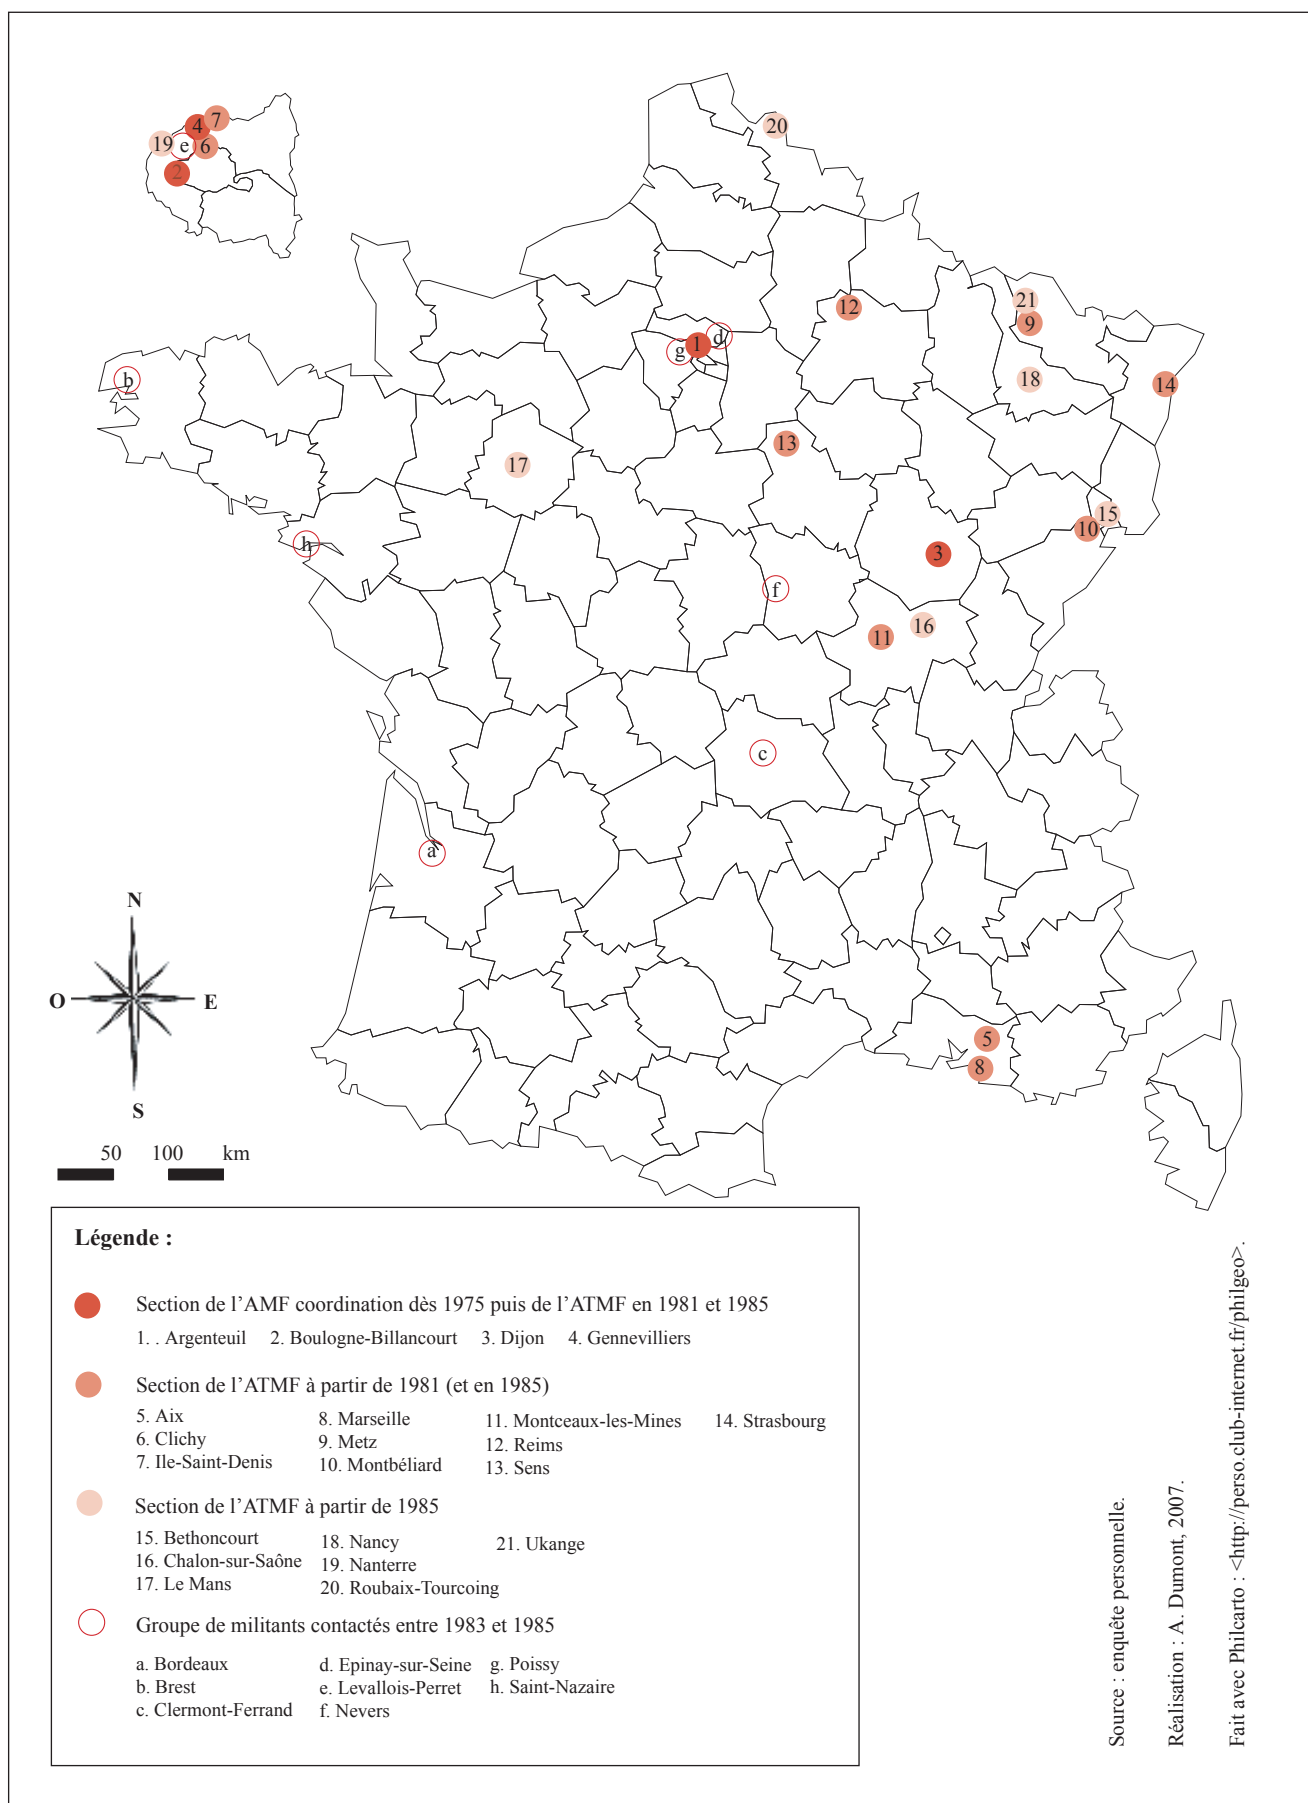 7
4
19
e
6
2
20
21
12
9
d
1
g
b
18
14
13
17
15
10
h
3
f
16
11
c
a
N
O
E
S
5
8
50 100 km
Légende :
Section de l'AMF coordination dès 1975 puis de l'ATMF en 1981 et 1985
1. . Argenteuil 2. Boulogne-Billancourt 3. Dijon 4. Gennevilliers
Section de l'ATMF à partir de 1981 (et en 1985)
5. Aix 8. Marseille 11. Montceaux-les-Mines 14. Strasbourg
6. Clichy 9. Metz 12. Reims
7. Ile-Saint-Denis 10. Montbéliard 13. Sens
Section de l'ATMF à partir de 1985
15. Bethoncourt 18. Nancy 21. Ukange
16. Chalon-sur-Saône 19. Nanterre
17. Le Mans 20. Roubaix-Tourcoing
Groupe de militants contactés entre 1983 et 1985
a. Bordeaux d. Epinay-sur-Seine g. Poissy
b. Brest e. Levallois-Perret h. Saint-Nazaire
c. Clermont-Ferrand f. Nevers
Source : enquête personnelle.
Réalisation : A. Dumont, 2007.
Fait avec Philcarto : <http://perso.club-internet.fr/philgeo>.